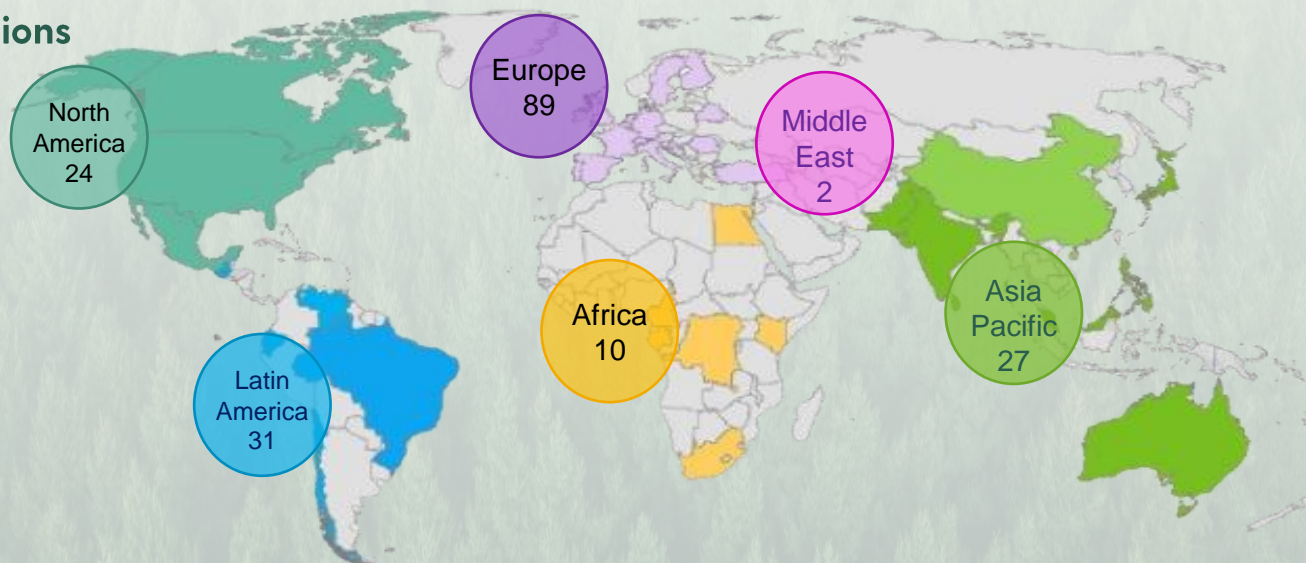 ions
North
America
24
Europe
89
Middle
East
2
Africa
10
Asia
Pacific
27
Latin
America
31